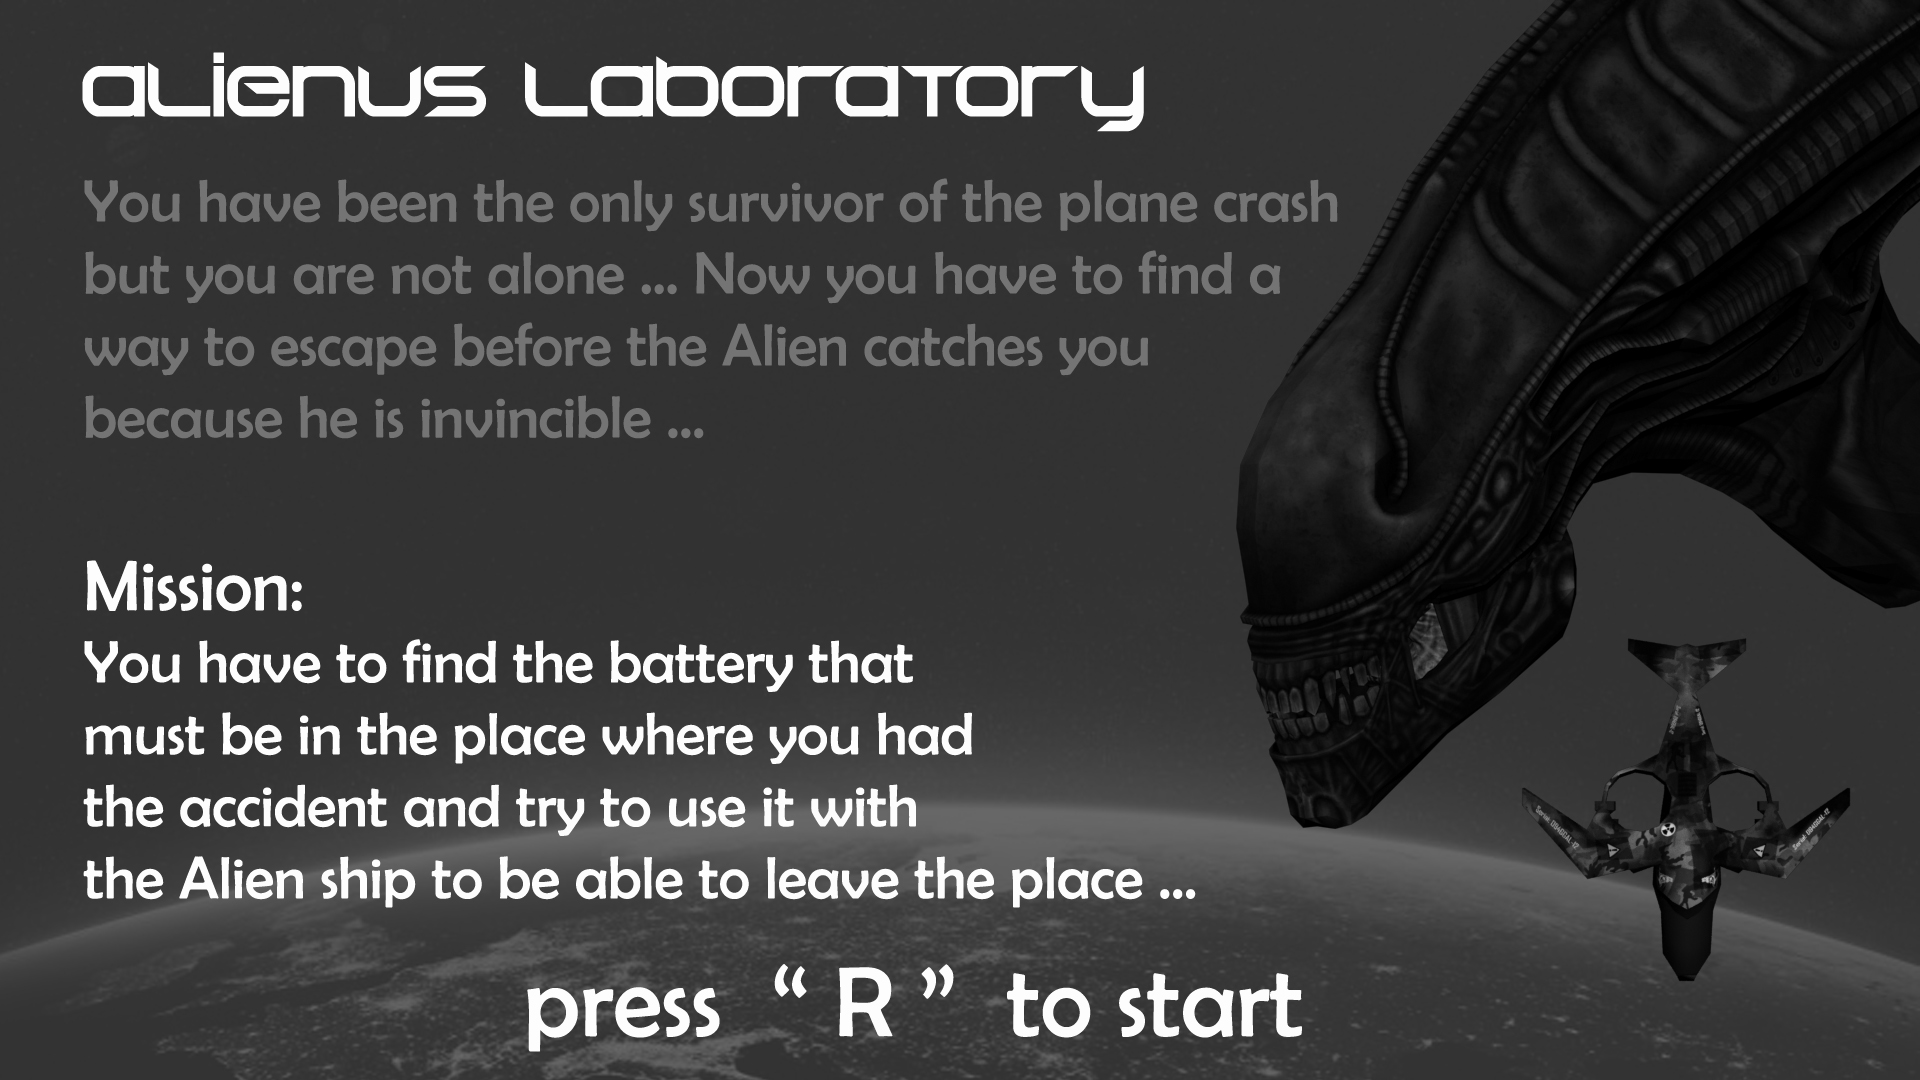 aLienus Laboratory
You have been the only survivor of the plane crash
but you are not alone ... Now you have to find a
way to escape before the Alien catches you
because he is invincible ...
Mission:
You have to find the battery that
must be in the place where you had
the accident and try to use it with
the Alien ship to be able to leave the place ...
press “ R ” to start